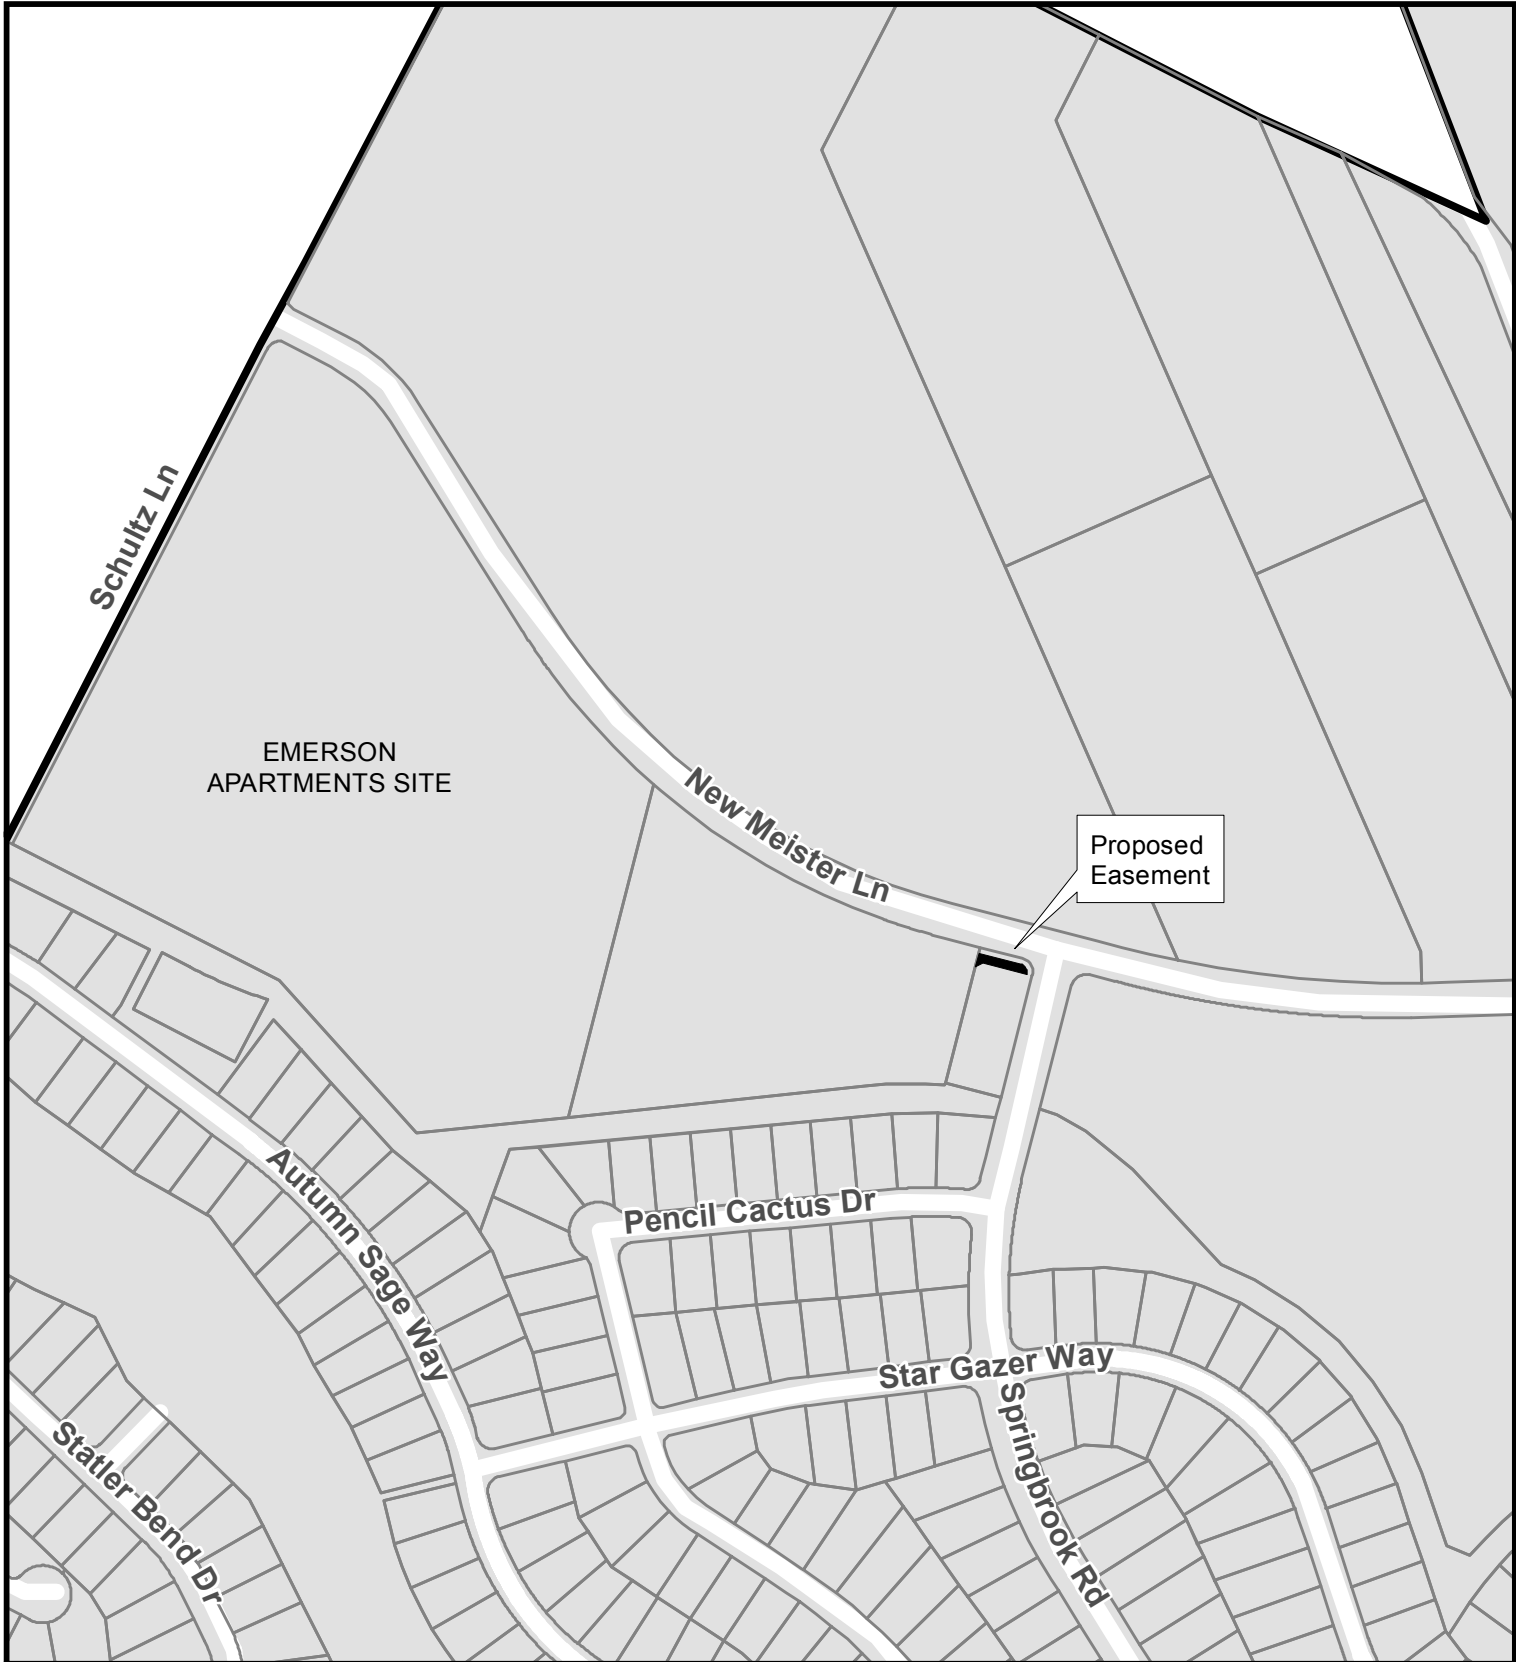 Schultz Ln
EMERSON
APARTMENTS SITE
New Meister Ln
Proposed
Easement
Autumn Sage Way
Pencil Cactus Dr
Star Gazer Way
Springbrook Rd
Statler Bend Dr